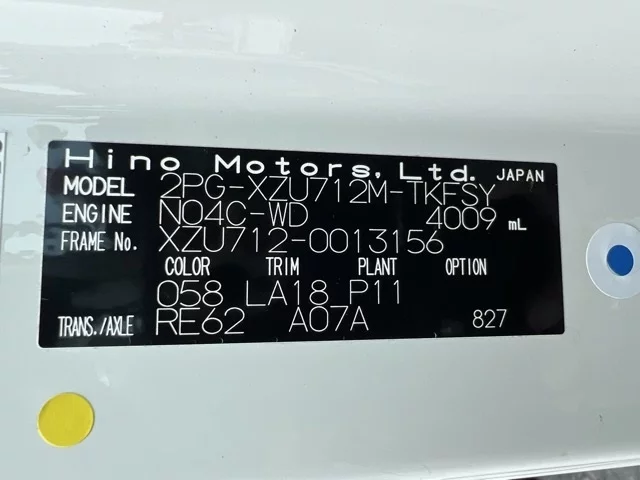 Hino Motors, Ltd. JAPAN
MODEL 2PG-XZU712M-TKFSY
ENGINE N04C-WD 4009 mL
FRAME No. XZU712-0013156
COLOR TRIM PLANT OPTION
058 LA18 P11
TRANS./AXLE RE62 A07A 827